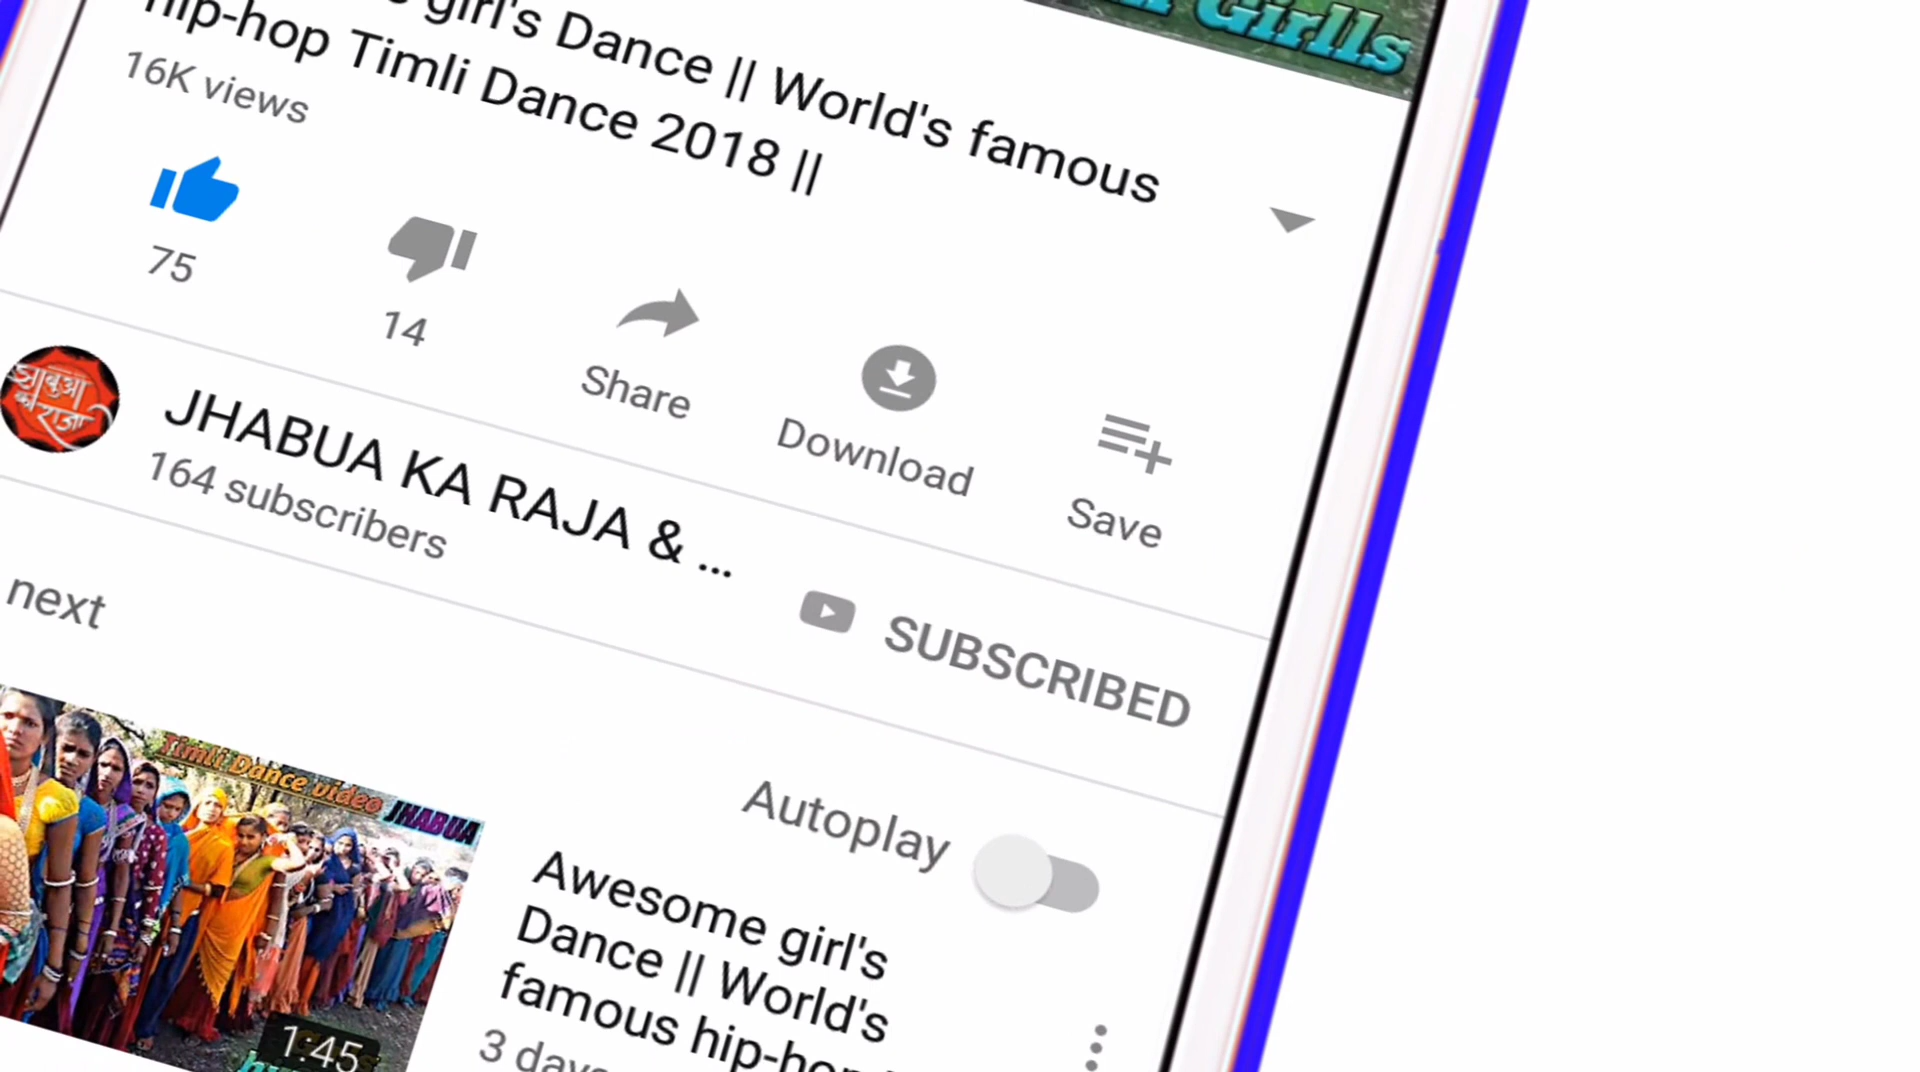 Girlls
girl's Dance || World's famous
hip-hop Timli Dance 2018 ||
16K views
75
14
Share
Download
Save
झाबुआ
का राजा
JHABUA KA RAJA & ...
164 subscribers
SUBSCRIBED
next
Autoplay
Timli Dance video JHABUA
1:45
Awesome girl's
Dance || World's
famous hip-hop
3 days